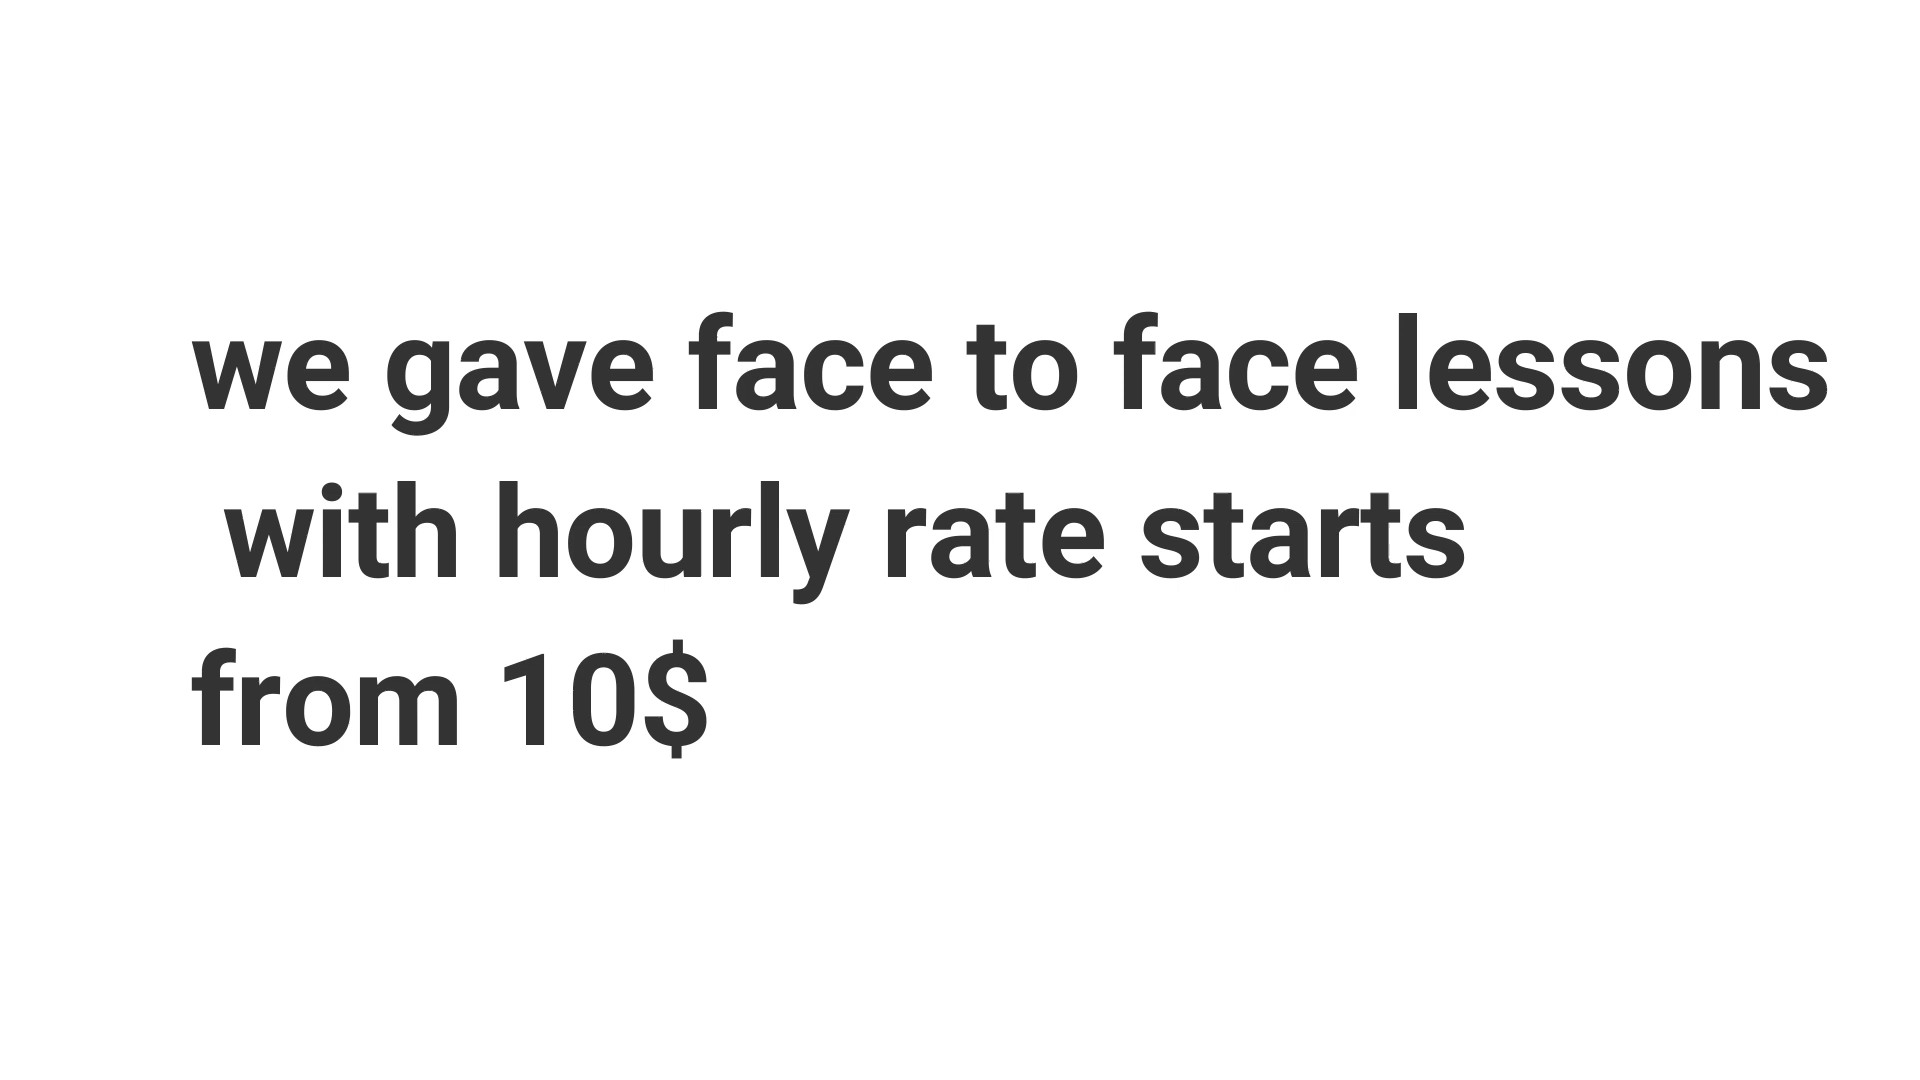 we gave face to face lessons
with hourly rate starts
from 10$